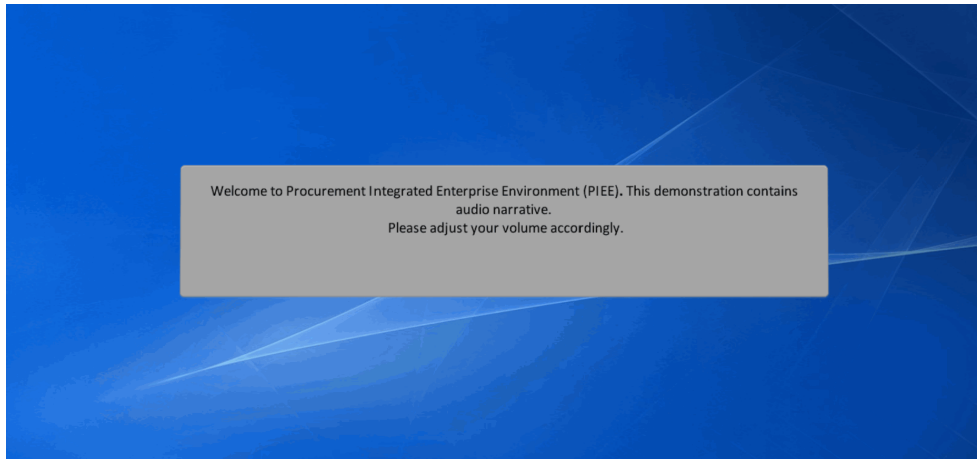 Welcome to Procurement Integrated Enterprise Environment (PIEE). This demonstration contains
audio narrative.
Please adjust your volume accordingly.